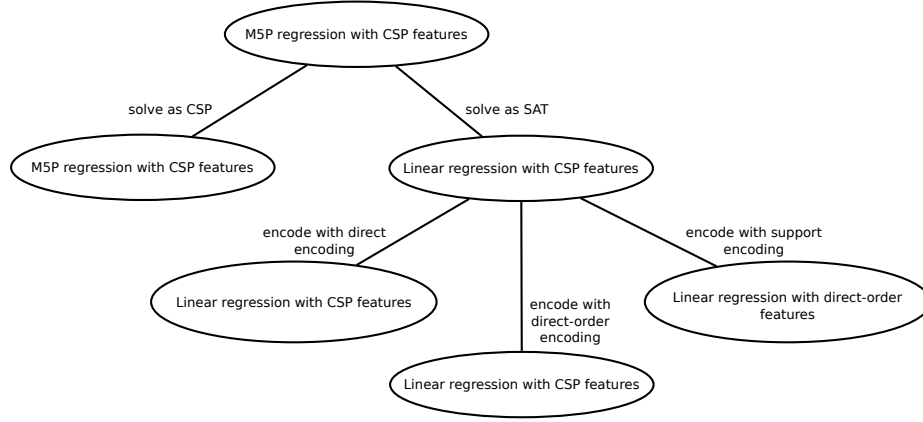 M5P regression with CSP features
solve as CSP
solve as SAT
M5P regression with CSP features
Linear regression with CSP features
encode with direct
encoding
encode with support
encoding
Linear regression with CSP features
encode with
direct-order
encoding
Linear regression with direct-order
features
Linear regression with CSP features